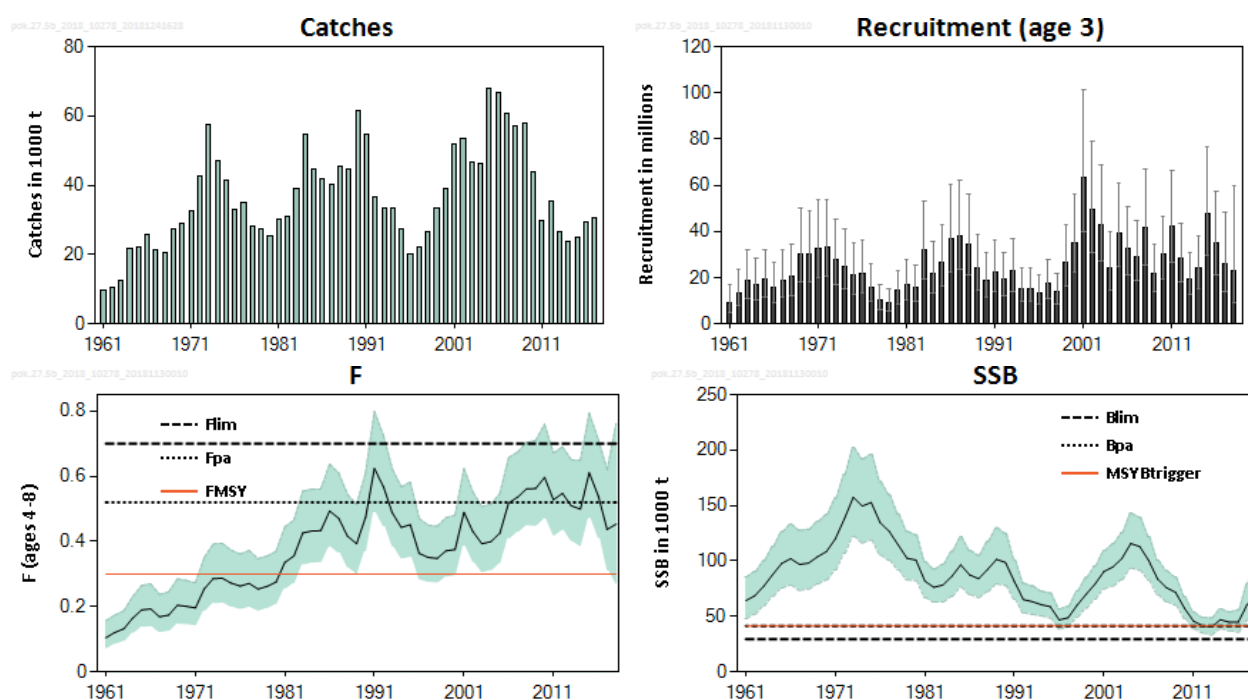 pok.27.5b_2018_10278_20181241628
Catches
Catches in 1000 t
80
60
40
20
0
1961 1971 1981 1991 2001 2011
pok.27.5b_2018_10278_20181130010
Recruitment (age 3)
Recruitment in millions
120
100
80
60
40
20
0
1961 1971 1981 1991 2001 2011
pok.27.5b_2018_10278_20181130010
F
F (ages 4-8)
0.8
0.6
0.4
0.2
0
Flim
Fpa
FMSY
1961 1971 1981 1991 2001 2011
pok.27.5b_2018_10278_20181130010
SSB
SSB in 1000 t
250
200
150
100
50
0
Blim
Bpa
MSY Btrigger
1961 1971 1981 1991 2001 2011